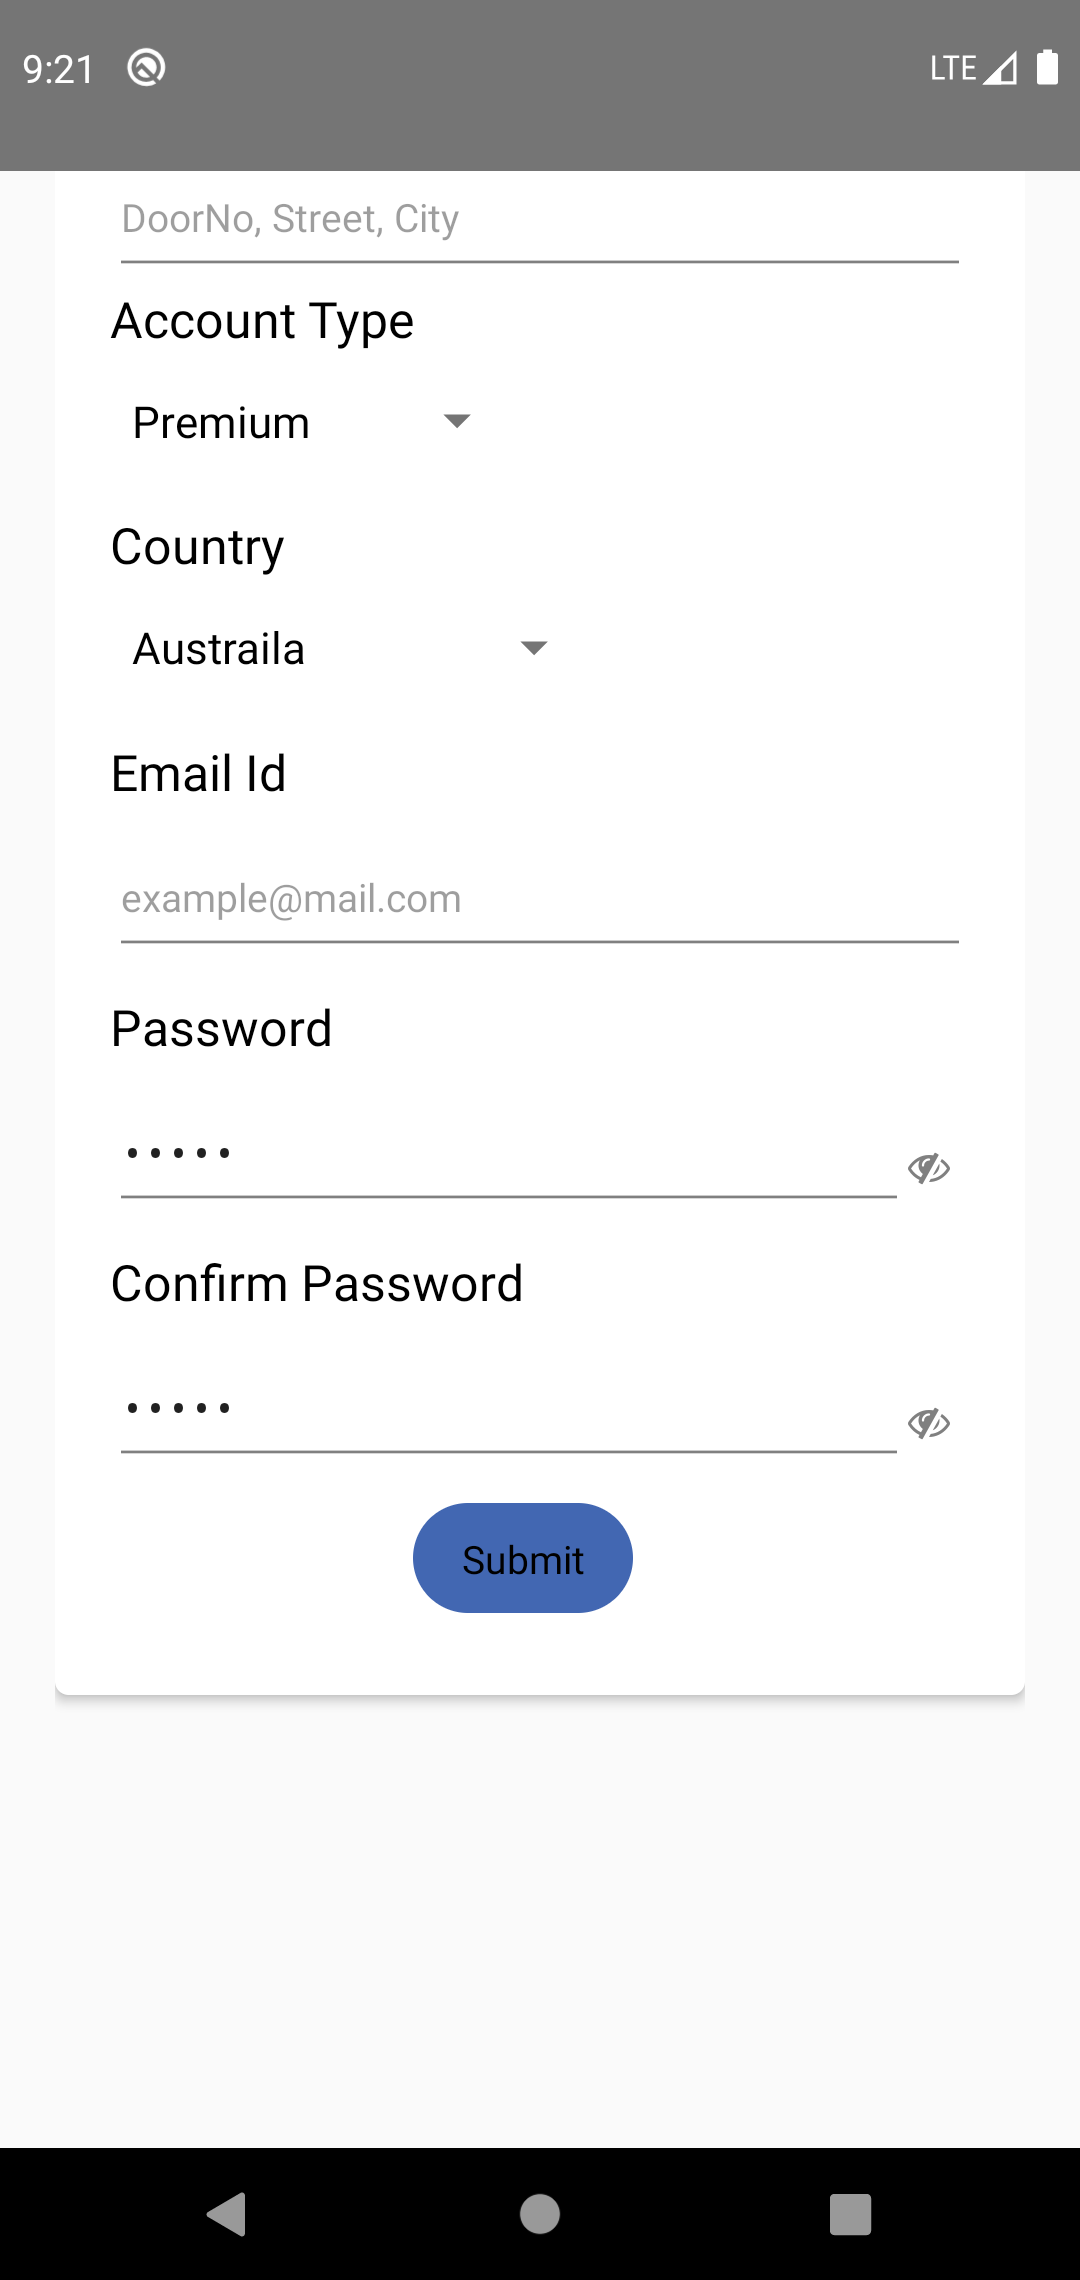 9:21 LTE
DoorNo, Street, City
Account Type
Premium
Country
Austraila
Email Id
example@mail.com
Password
•••••
Confirm Password
•••••
Submit